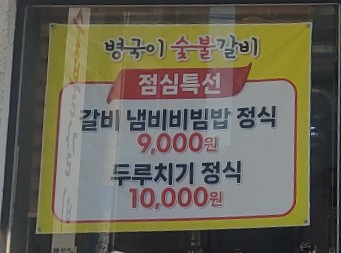 병국이 숯불갈비
점심특선
갈비 냄비비빔밥 정식
9,000원
두루치기 정식
10,000원